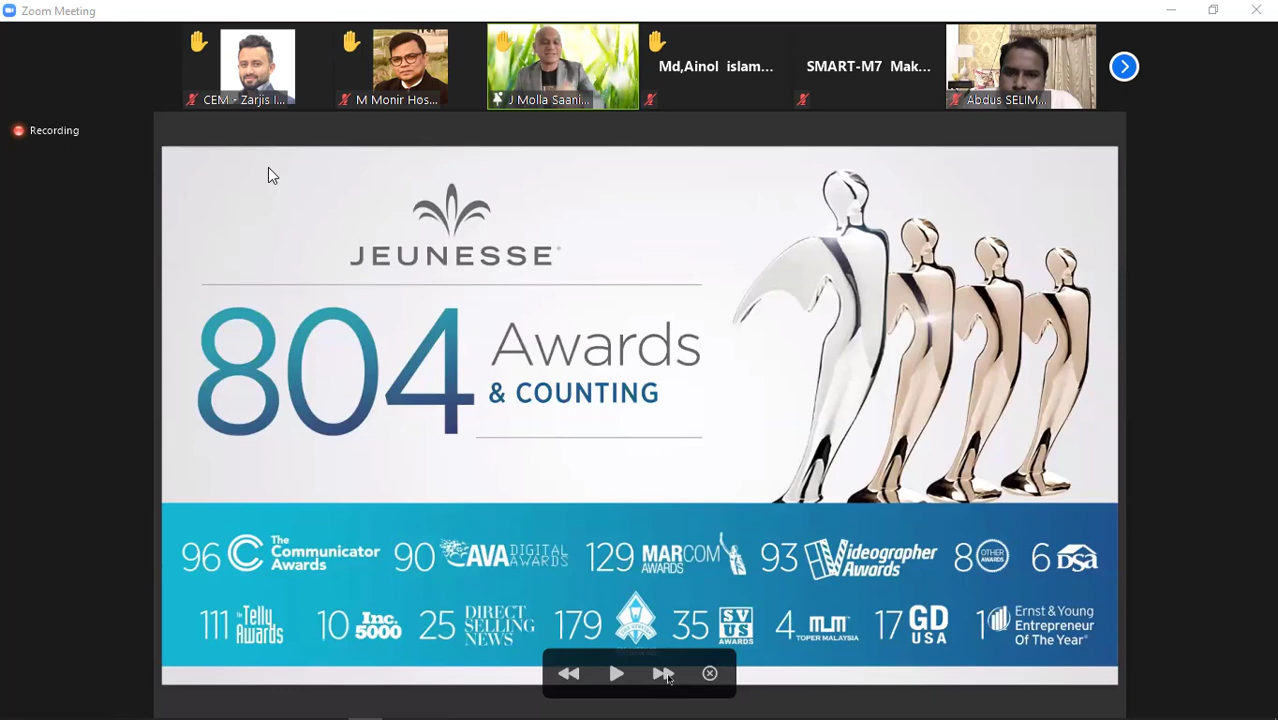 Zoom Meeting
CEM - Zarjis I...
M Monir Hos...
J Molla Saani...
Md,Ainol islam...
SMART-M7 Mak...
Abdus SELIM...
Recording
JEUNESSE
804 Awards
& COUNTING
96 The Communicator Awards
90 AVA DIGITAL AWARDS
129 MARCOM AWARDS
93 Videographer Awards
8 OTHER AWARDS
6 DSA
111 The Telly Awards
10 Inc. 5000
25 DIRECT SELLING NEWS
179
35 SVUS AWARDS
4 MLM TOPER MALAYSIA
17 GD USA
1 Ernst & Young Entrepreneur Of The Year